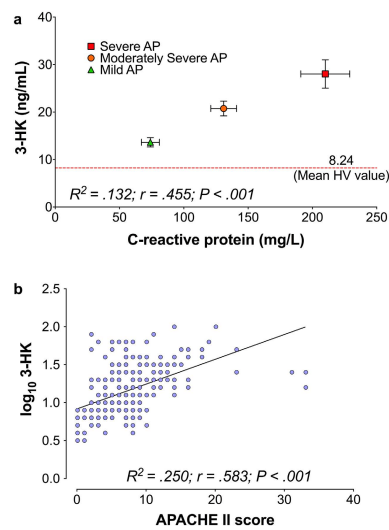 a
40
30
20
10
0
3-HK (ng/mL)
Severe AP
Moderately Severe AP
Mild AP
8.24
(Mean HV value)
R² = .132; r = .455; P < .001
0 50 100 150 200 250
C-reactive protein (mg/L)
b
2.5
2.0
1.5
1.0
0.5
0.0
log₁₀ 3-HK
R² = .250; r = .583; P < .001
0 10 20 30 40
APACHE II score